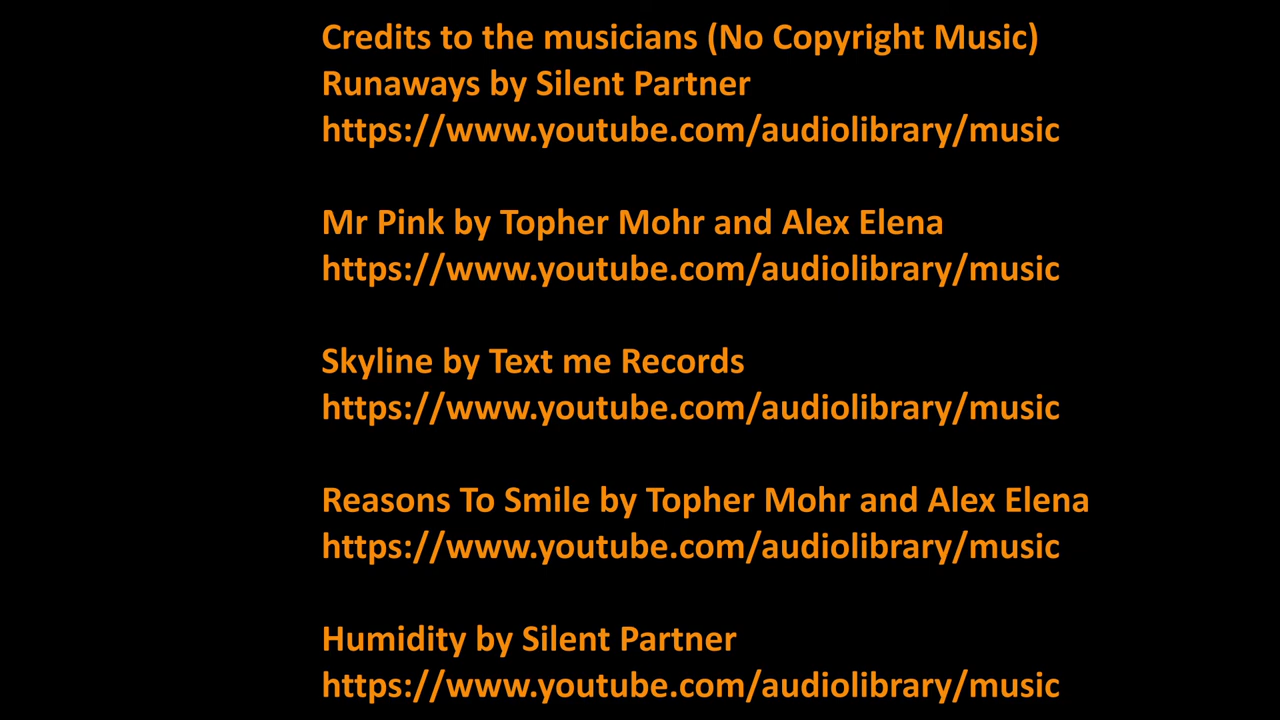 Credits to the musicians (No Copyright Music)
Runaways by Silent Partner
https://www.youtube.com/audiolibrary/music
Mr Pink by Topher Mohr and Alex Elena
https://www.youtube.com/audiolibrary/music
Skyline by Text me Records
https://www.youtube.com/audiolibrary/music
Reasons To Smile by Topher Mohr and Alex Elena
https://www.youtube.com/audiolibrary/music
Humidity by Silent Partner
https://www.youtube.com/audiolibrary/music